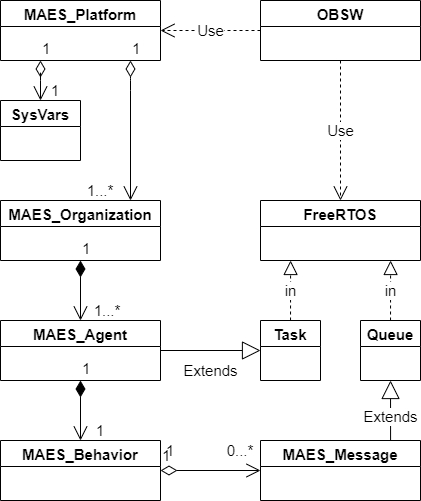 MAES_Platform
OBSW
Use
1
1
1
SysVars
Use
1...*
MAES_Organization
FreeRTOS
1
in
in
1...*
MAES_Agent
Task
Queue
1
Extends
Extends
1
1
1
0...*
MAES_Behavior
MAES_Message